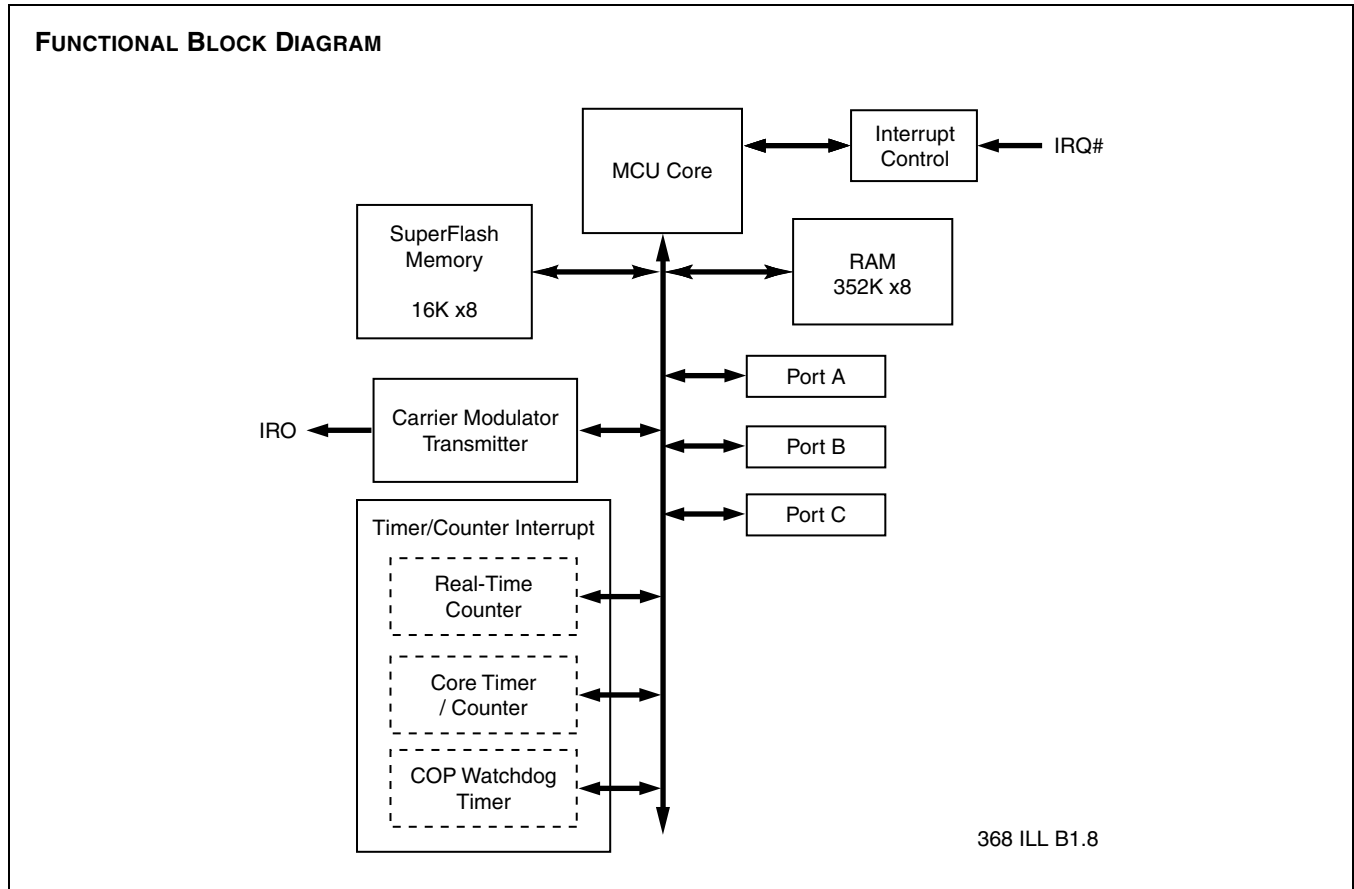 FUNCTIONAL BLOCK DIAGRAM
MCU Core
Interrupt
Control
IRQ#
SuperFlash
Memory
16K x8
RAM
352K x8
Port A
IRO
Carrier Modulator
Transmitter
Port B
Port C
Timer/Counter Interrupt
Real-Time
Counter
Core Timer
/ Counter
COP Watchdog
Timer
368 ILL B1.8